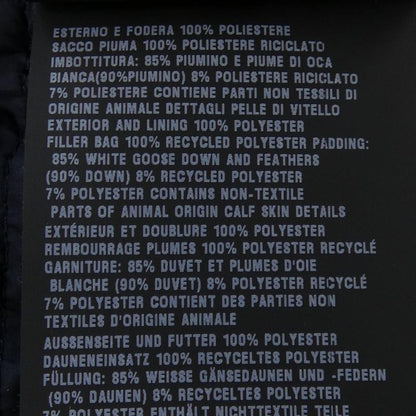 ESTERNO E FODERA 100% POLIESTERE
SACCO PIUMA 100% POLIESTERE RICICLATO
IMBOTTITURA: 85% PIUMINO E PIUME DI OCA
BIANCA(90%PIUMINO) 8% POLIESTERE RICICLATO
7% POLIESTERE CONTIENE PARTI NON TESSILI DI
ORIGINE ANIMALE DETTAGLI PELLE DI VITELLO
EXTERIOR AND LINING 100% POLYESTER
FILLER BAG 100% RECYCLED POLYESTER PADDING:
85% WHITE GOOSE DOWN AND FEATHERS
(90% DOWN) 8% RECYCLED POLYESTER
7% POLYESTER CONTAINS NON-TEXTILE
PARTS OF ANIMAL ORIGIN CALF SKIN DETAILS
EXTÉRIEUR ET DOUBLURE 100% POLYESTER
REMBOURRAGE PLUMES 100% POLYESTER RECYCLÉ
GARNITURE: 85% DUVET ET PLUMES D'OIE
BLANCHE (90% DUVET) 8% POLYESTER RECYCLÉ
7% POLYESTER CONTIENT DES PARTIES NON
TEXTILES D'ORIGINE ANIMALE
AUSSENSEITE UND FUTTER 100% POLYESTER
DAUNENEINSATZ 100% RECYCELTES POLYESTER
FÜLLUNG: 85% WEISSE GÄNSEDAUNEN UND -FEDERN
(90% DAUNEN) 8% RECYCELTES POLYESTER
7% POLYESTER ENTHÄLT NICHTTEXTILE TEILE